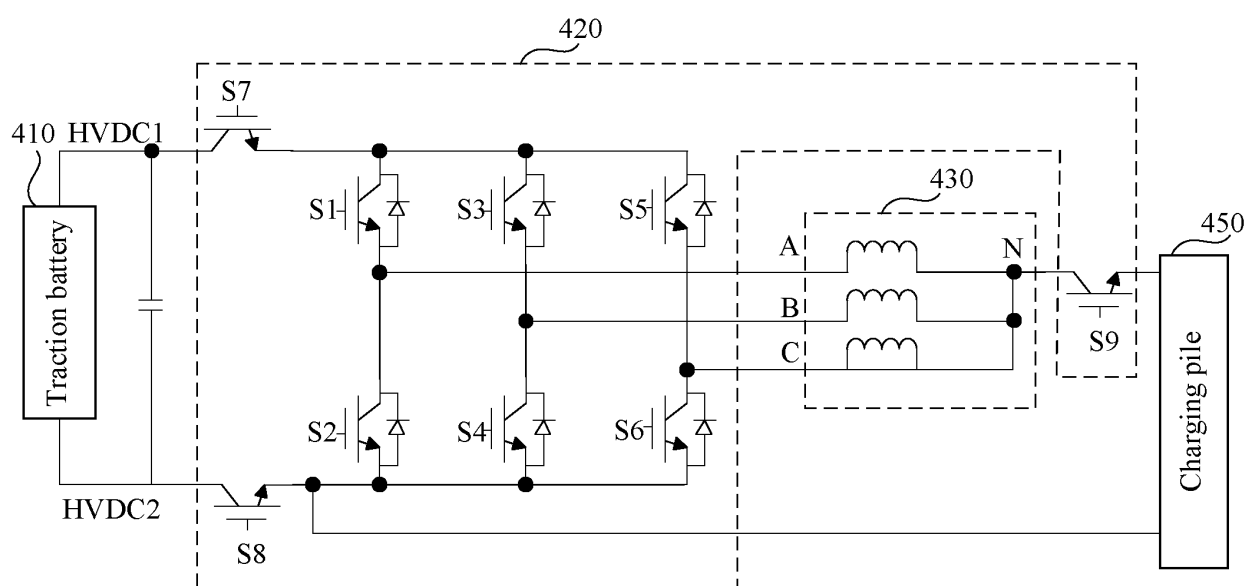 420
S7
410
HVDC1
430
S1
S3
S5
A
N
450
Traction battery
B
S9
C
Charging pile
S2
S4
S6
HVDC2
S8